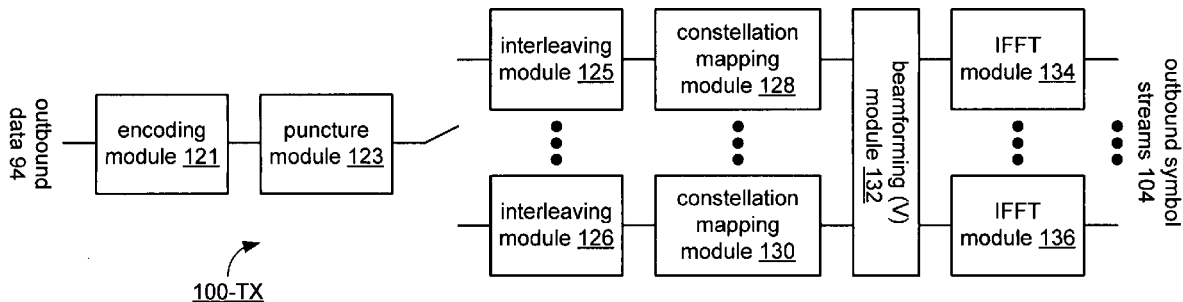 outbound
data 94
encoding
module 121
puncture
module 123
interleaving
module 125
constellation
mapping
module 128
beamforming (V)
module 132
IFFT
module 134
outbound symbol
streams 104
interleaving
module 126
constellation
mapping
module 130
IFFT
module 136
100-TX